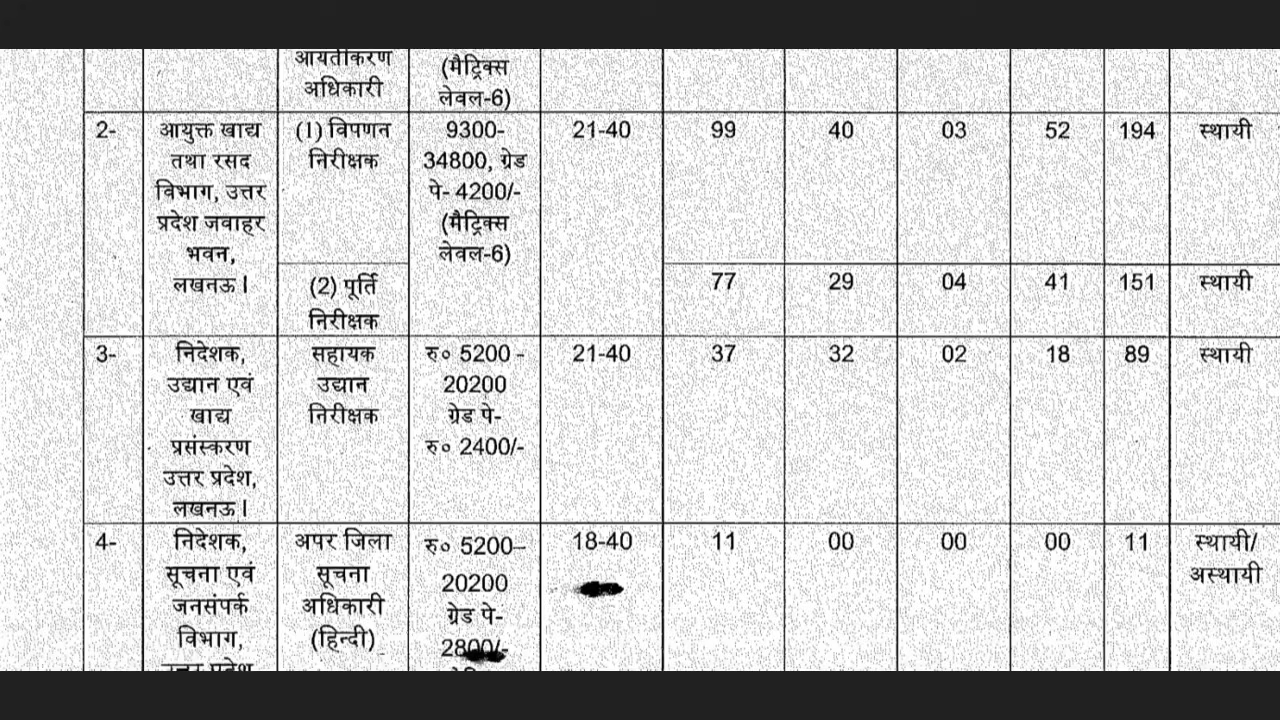 आयतीकरण
अधिकारी
(मैट्रिक्स
लेवल-6)
2-
आयुक्त खाद्य
तथा रसद
विभाग, उत्तर
प्रदेश जवाहर
भवन,
लखनऊ।
(1) विपणन
निरीक्षक
9300-
34800, ग्रेड
पे- 4200/-
(मैट्रिक्स
लेवल-6)
21-40
99
40
03
52
194
स्थायी
(2) पूर्ति
निरीक्षक
77
29
04
41
151
स्थायी
3-
निदेशक,
उद्यान एवं
खाद्य
प्रसंस्करण
उत्तर प्रदेश,
लखनऊ।
सहायक
उद्यान
निरीक्षक
रु० 5200 -
20200
ग्रेड पे-
रु० 2400/-
21-40
37
32
02
18
89
स्थायी
4-
निदेशक,
सूचना एवं
जनसंपर्क
विभाग,
उत्तर प्रदेश
अपर जिला
सूचना
अधिकारी
(हिन्दी)
रु० 5200–
20200
ग्रेड पे-
2800/-
18-40
11
00
00
00
11
स्थायी/
अस्थायी